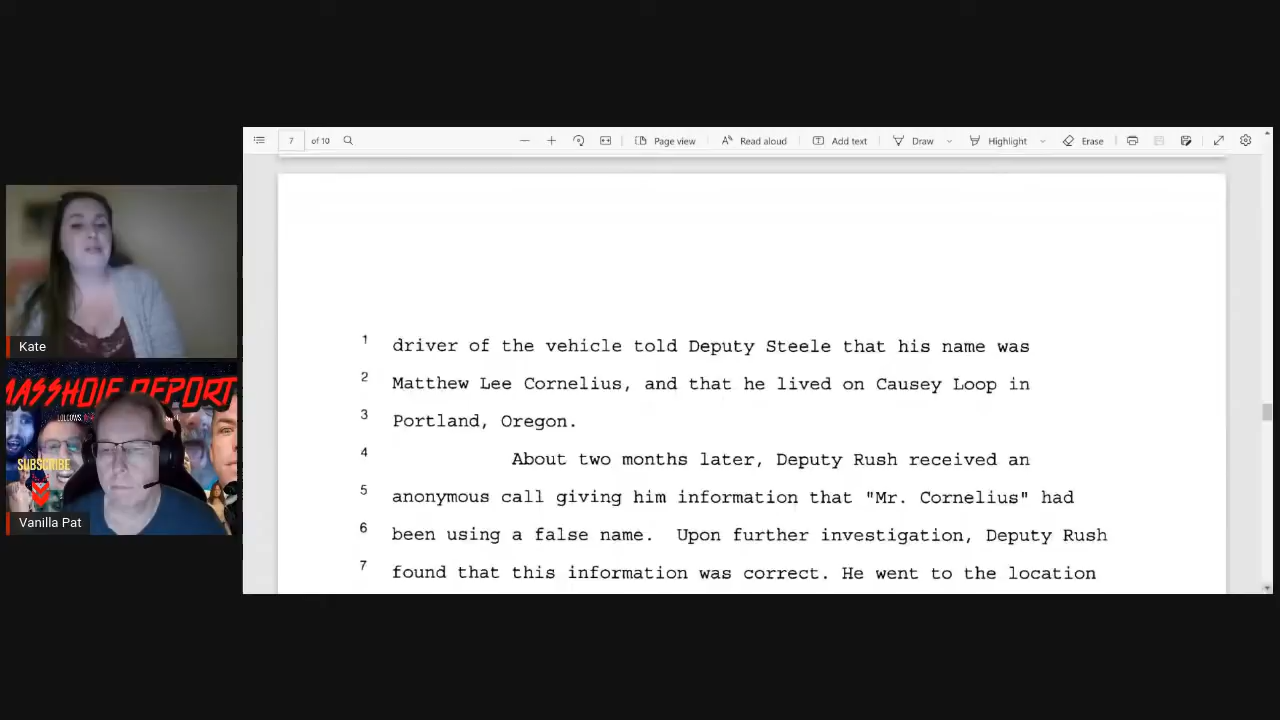 7 of 10
Page view
Read aloud
Add text
Draw
Highlight
Erase
1 driver of the vehicle told Deputy Steele that his name was
2 Matthew Lee Cornelius, and that he lived on Causey Loop in
3 Portland, Oregon.
4 About two months later, Deputy Rush received an
5 anonymous call giving him information that "Mr. Cornelius" had
6 been using a false name. Upon further investigation, Deputy Rush
7 found that this information was correct. He went to the location
Kate
MASSHOLE REPORT
LOLCOWS
SUBSCRIBE
Vanilla Pat